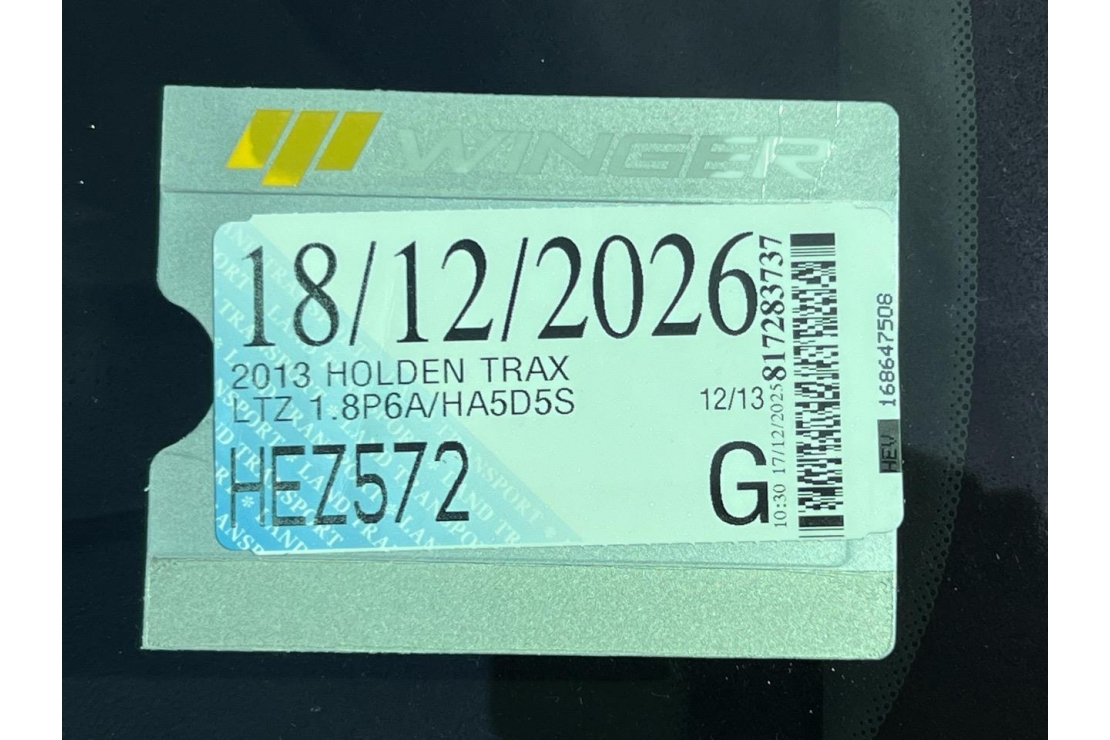 WINGER
18/12/2026
2013 HOLDEN TRAX
LTZ 1.8P6A/HA5D5S
12/13
HEZ572
G
10:30 17/12/2025 817283737
HEV 168647508